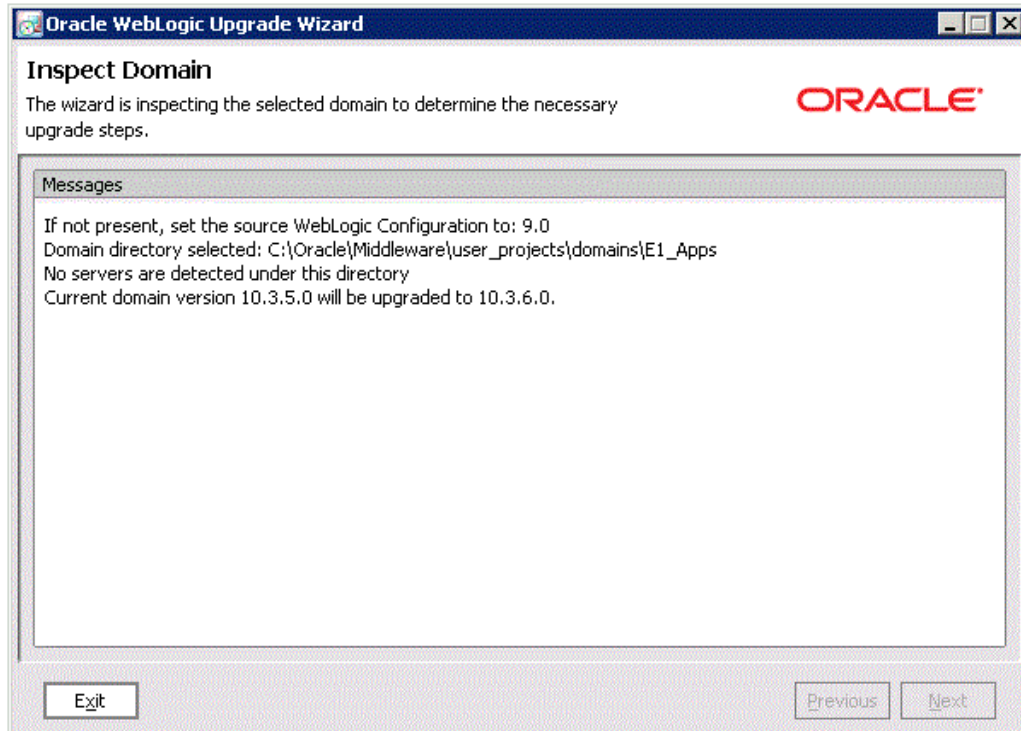 Oracle WebLogic Upgrade Wizard
Inspect Domain
The wizard is inspecting the selected domain to determine the necessary
upgrade steps.
ORACLE
Messages
If not present, set the source WebLogic Configuration to: 9.0
Domain directory selected: C:\Oracle\Middleware\user_projects\domains\E1_Apps
No servers are detected under this directory
Current domain version 10.3.5.0 will be upgraded to 10.3.6.0.
Exit
Previous
Next